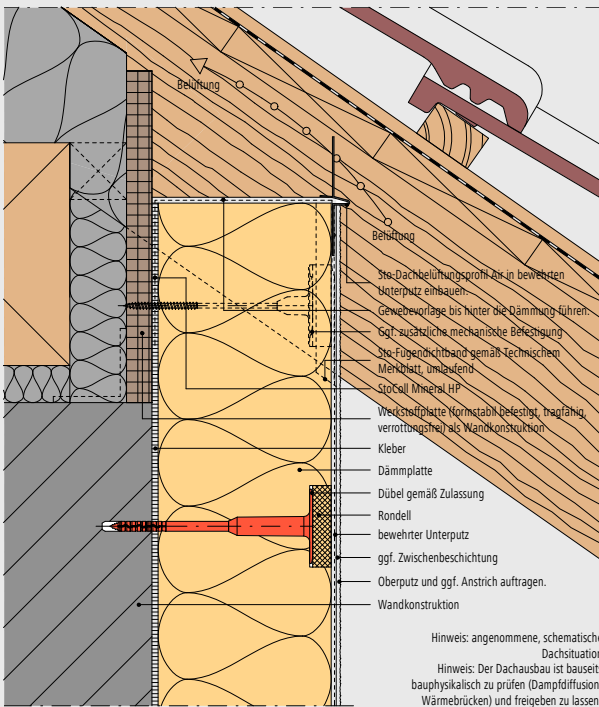 Belüftung
Belüftung
Sto-Dachbelüftungsprofil Air in bewehrten
Unterputz einbauen.
Gewebevorlage bis hinter die Dämmung führen.
Ggf. zusätzliche mechanische Befestigung
Sto-Fugendichtband gemäß Technischem
Merkblatt, umlaufend
StoColl Mineral HP
Werkstoffplatte (formstabil befestigt, tragfähig,
verrottungsfrei) als Wandkonstruktion
Kleber
Dämmplatte
Dübel gemäß Zulassung
Rondell
bewehrter Unterputz
ggf. Zwischenbeschichtung
Oberputz und ggf. Anstrich auftragen.
Wandkonstruktion
Hinweis: angenommene, schematische
Dachsituation
Hinweis: Der Dachausbau ist bauseits
bauphysikalisch zu prüfen (Dampfdiffusion,
Wärmebrücken) und freigeben zu lassen